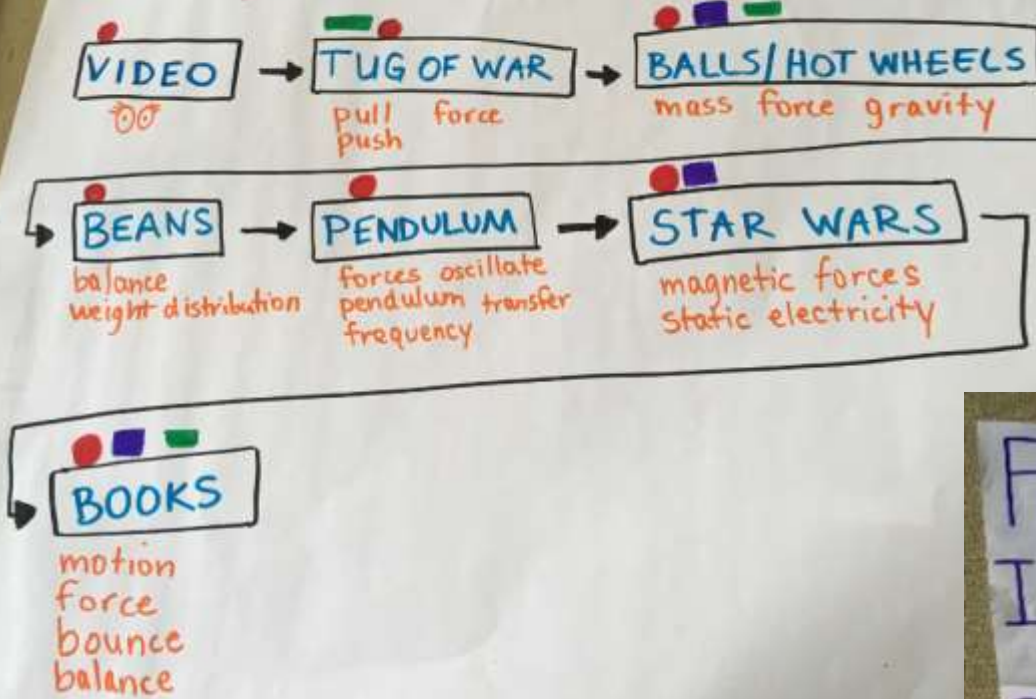 VIDEO
TUG OF WAR
BALLS/HOT WHEELS
pull force
push
mass force gravity
BEANS
PENDULUM
STAR WARS
balance
weight distribution
forces oscillate
pendulum transfer
frequency
magnetic forces
static electricity
BOOKS
motion
force
bounce
balance